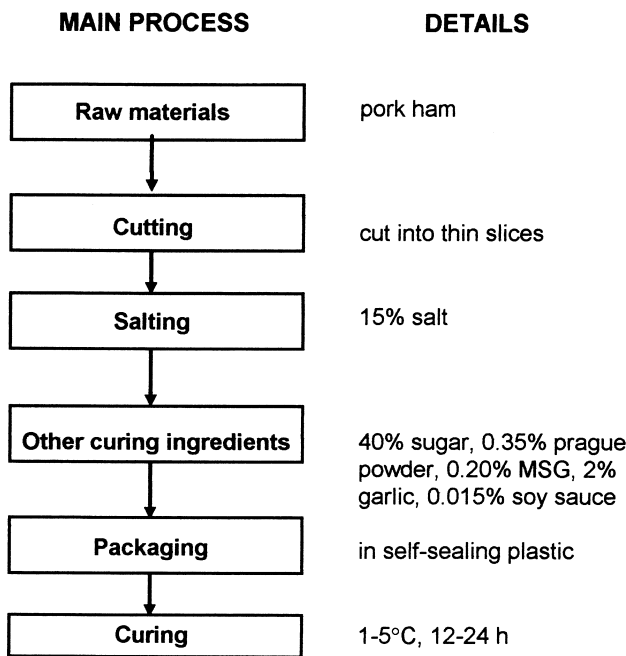 MAIN PROCESS DETAILS
Raw materials pork ham
Cutting cut into thin slices
Salting 15% salt
Other curing ingredients 40% sugar, 0.35% prague
powder, 0.20% MSG, 2%
garlic, 0.015% soy sauce
Packaging in self-sealing plastic
Curing 1-5°C, 12-24 h